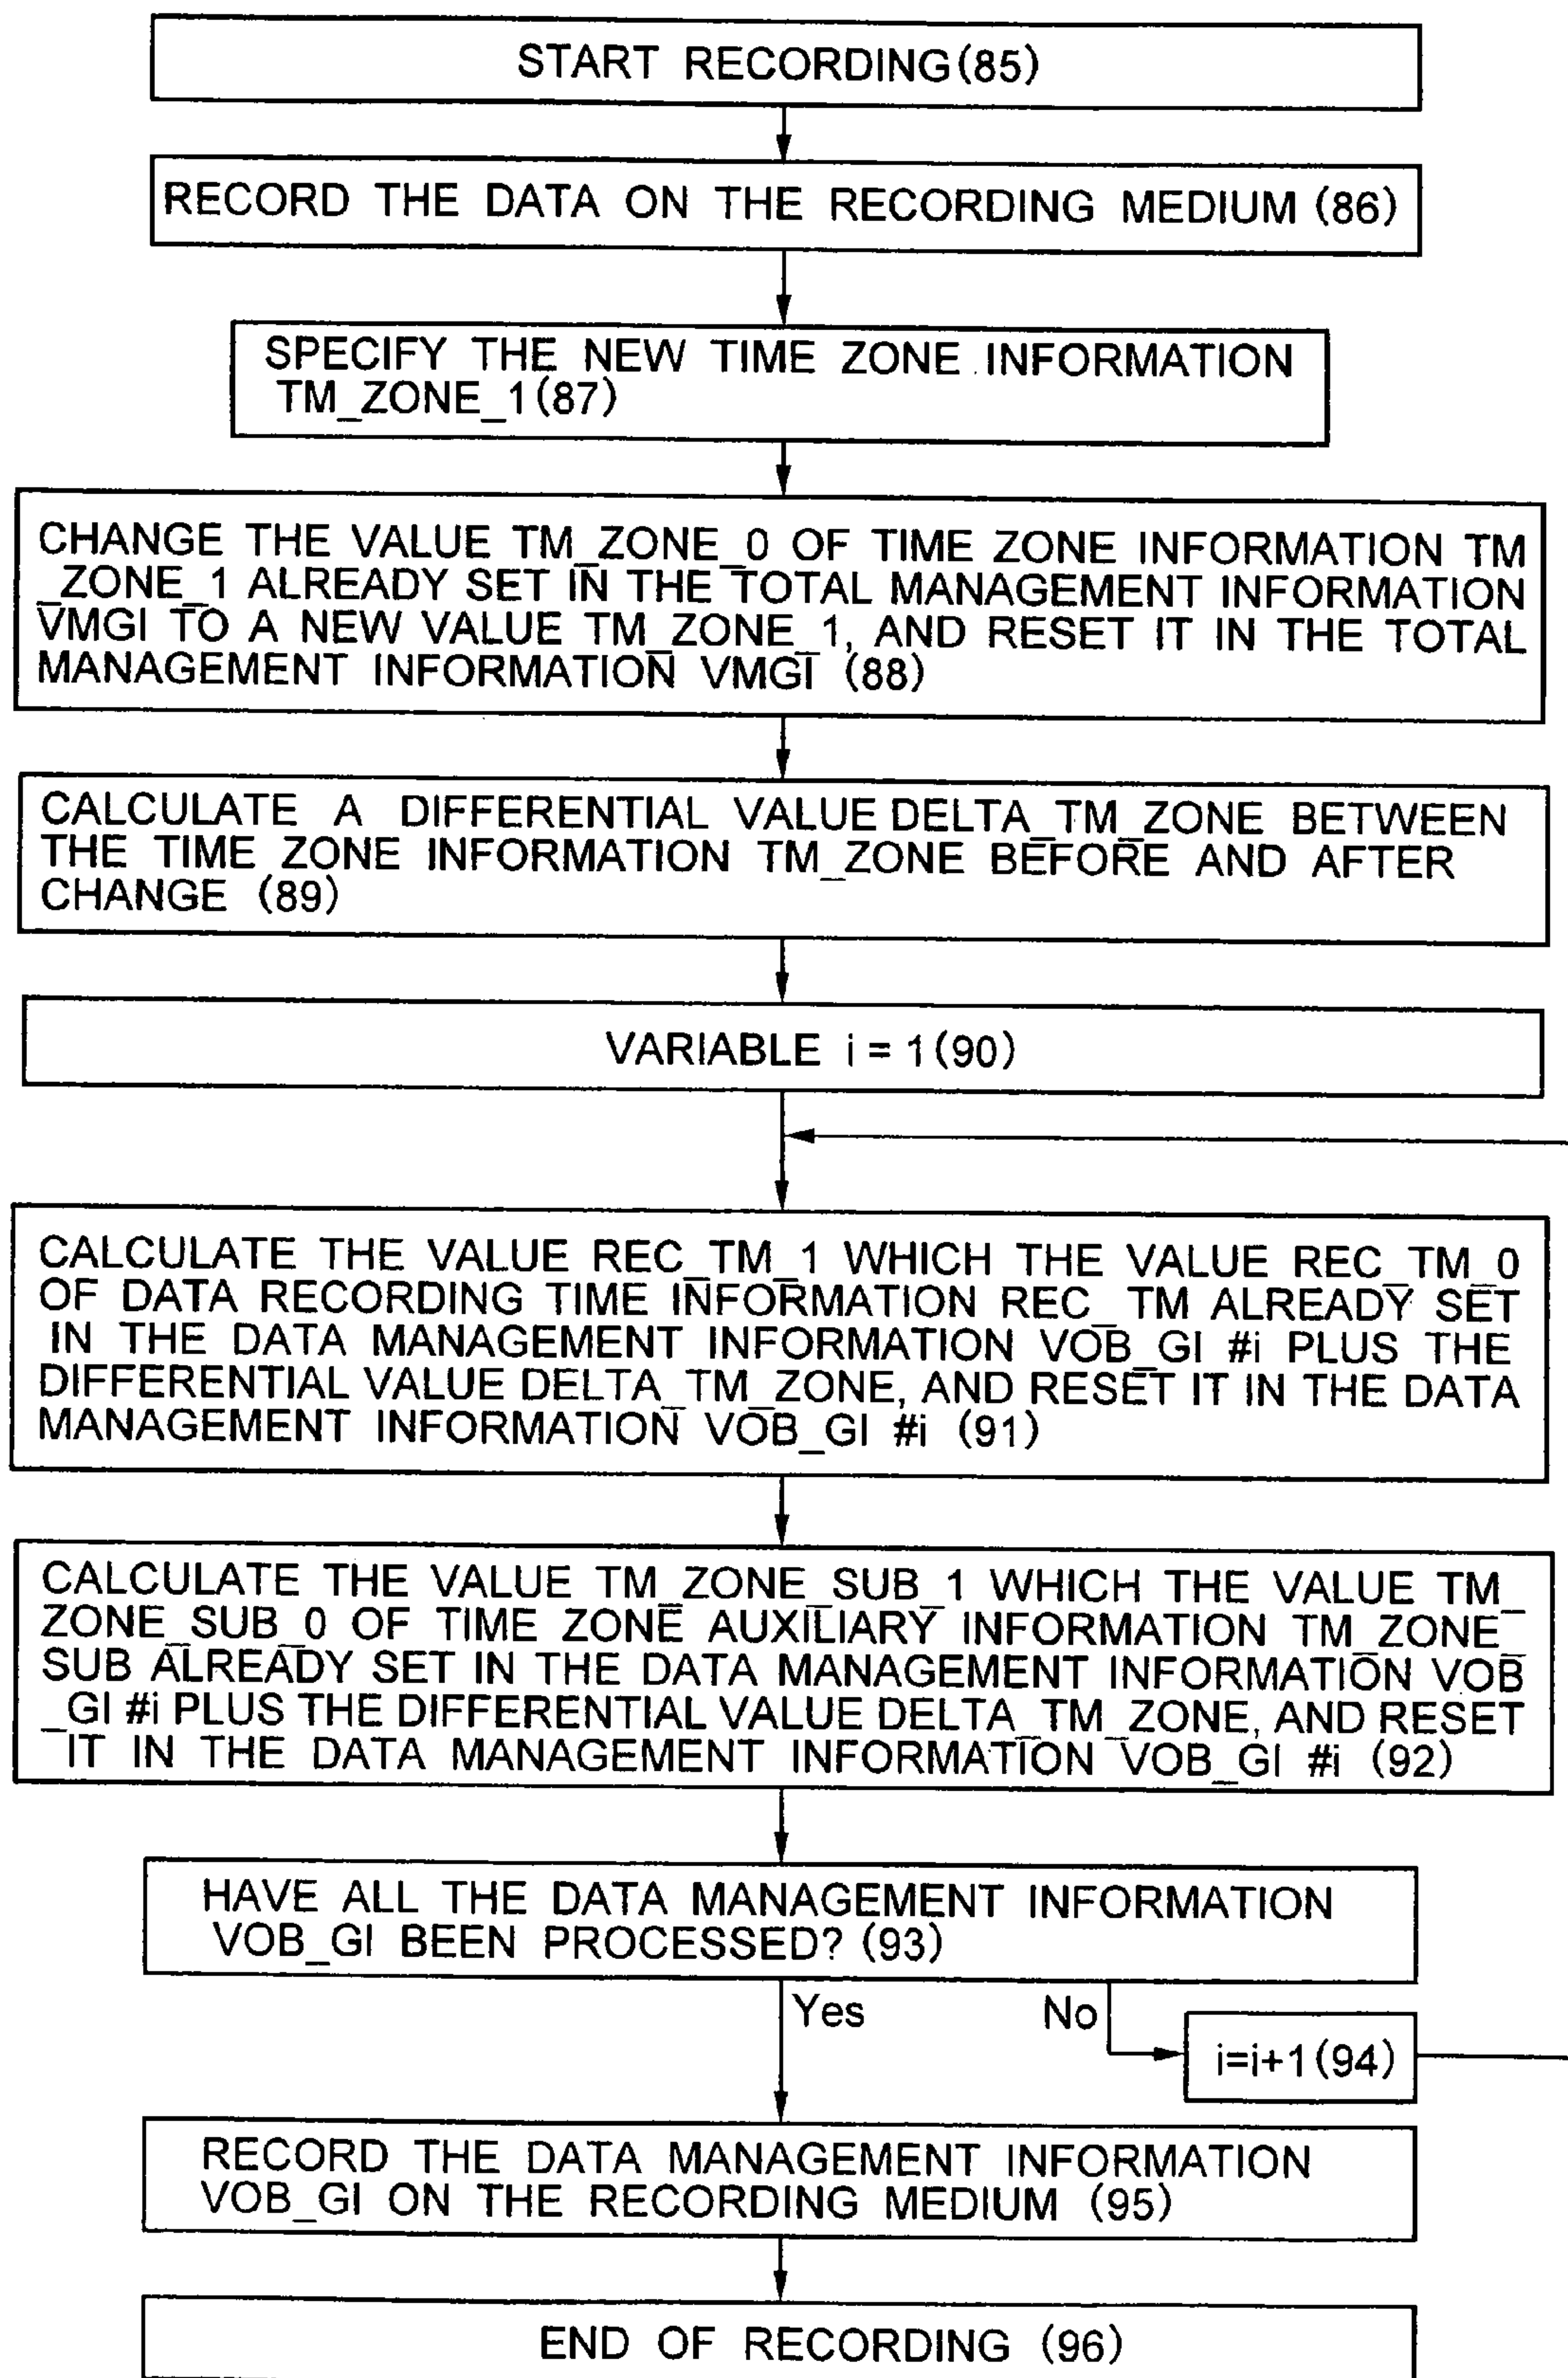 START RECORDING(85)
RECORD THE DATA ON THE RECORDING MEDIUM (86)
SPECIFY THE NEW TIME ZONE INFORMATION
TM_ZONE_1(87)
CHANGE THE VALUE TM_ZONE_0 OF TIME ZONE INFORMATION TM
_ZONE_1 ALREADY SET IN THE TOTAL MANAGEMENT INFORMATION
VMGI TO A NEW VALUE TM_ZONE_1, AND RESET IT IN THE TOTAL
MANAGEMENT INFORMATION VMGI (88)
CALCULATE A DIFFERENTIAL VALUE DELTA_TM_ZONE BETWEEN
THE TIME ZONE INFORMATION TM_ZONE BEFORE AND AFTER
CHANGE (89)
VARIABLE i = 1(90)
CALCULATE THE VALUE REC_TM_1 WHICH THE VALUE REC_TM_0
OF DATA RECORDING TIME INFORMATION REC_TM ALREADY SET
IN THE DATA MANAGEMENT INFORMATION VOB_GI #i PLUS THE
DIFFERENTIAL VALUE DELTA_TM_ZONE, AND RESET IT IN THE DATA
MANAGEMENT INFORMATION VOB_GI #i (91)
CALCULATE THE VALUE TM_ZONE_SUB_1 WHICH THE VALUE TM_
ZONE_SUB_0 OF TIME ZONE AUXILIARY INFORMATION TM_ZONE_
SUB ALREADY SET IN THE DATA MANAGEMENT INFORMATION VOB
_GI #i PLUS THE DIFFERENTIAL VALUE DELTA_TM_ZONE, AND RESET
IT IN THE DATA MANAGEMENT INFORMATION VOB_GI #i (92)
HAVE ALL THE DATA MANAGEMENT INFORMATION
VOB_GI BEEN PROCESSED? (93)
Yes
No
i=i+1(94)
RECORD THE DATA MANAGEMENT INFORMATION
VOB_GI ON THE RECORDING MEDIUM (95)
END OF RECORDING (96)